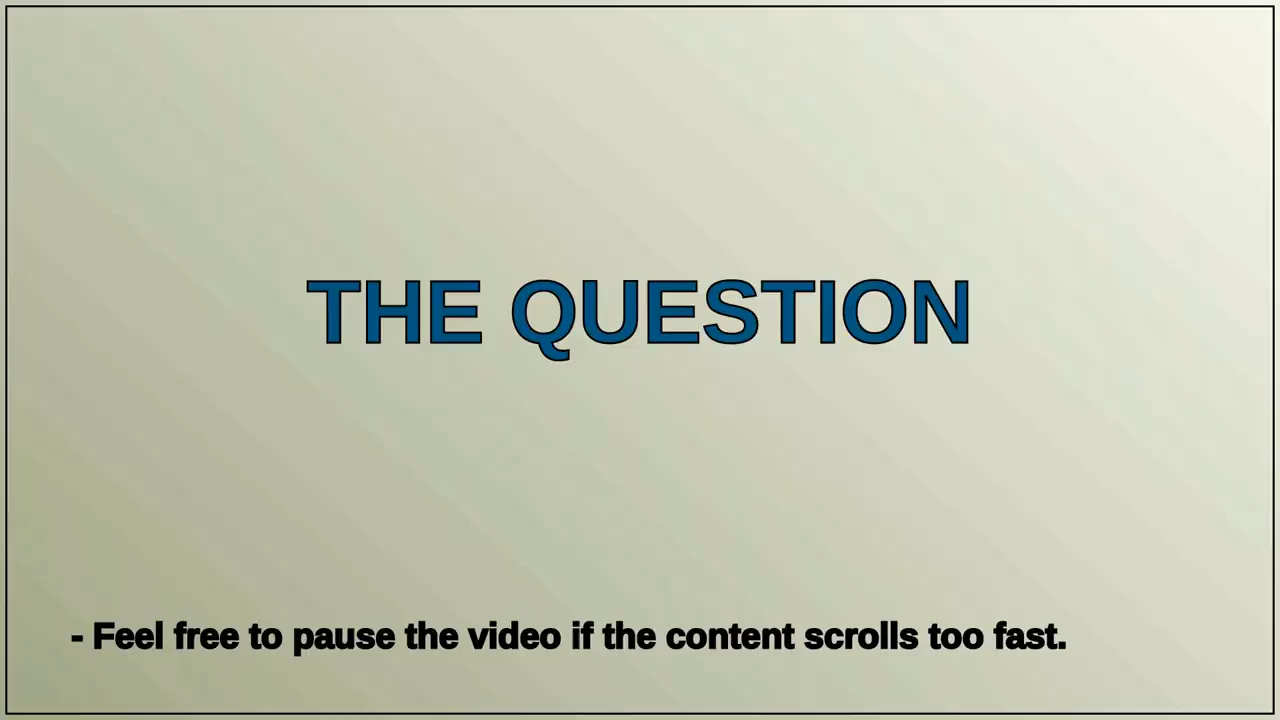 THE QUESTION
- Feel free to pause the video if the content scrolls too fast.